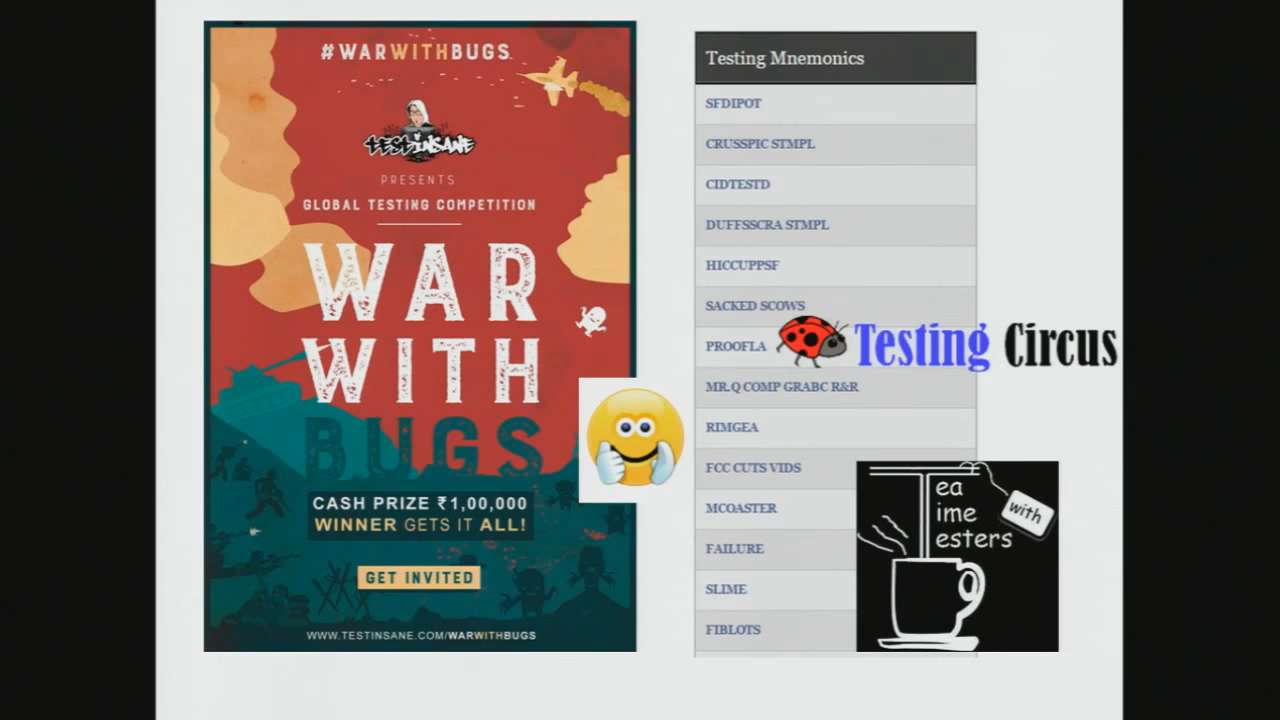 #WARWITHBUGS
TESTINSANE
PRESENTS
GLOBAL TESTING COMPETITION
WAR
WITH
BUGS
CASH PRIZE ₹1,00,000
WINNER GETS IT ALL!
GET INVITED
WWW.TESTINSANE.COM/WARWITHBUGS
Testing Mnemonics
SFDIPOT
CRUSSPIC STMPL
CIDTESTD
DUFFSSCRA STMPL
HICCUPPSF
SACKED SCOWS
PROOFLA
MR.Q COMP GRABC R&R
RIMGEA
FCC CUTS VIDS
MCOASTER
FAILURE
SLIME
FIBLOTS
Testing Circus
Tea
ime
esters
with